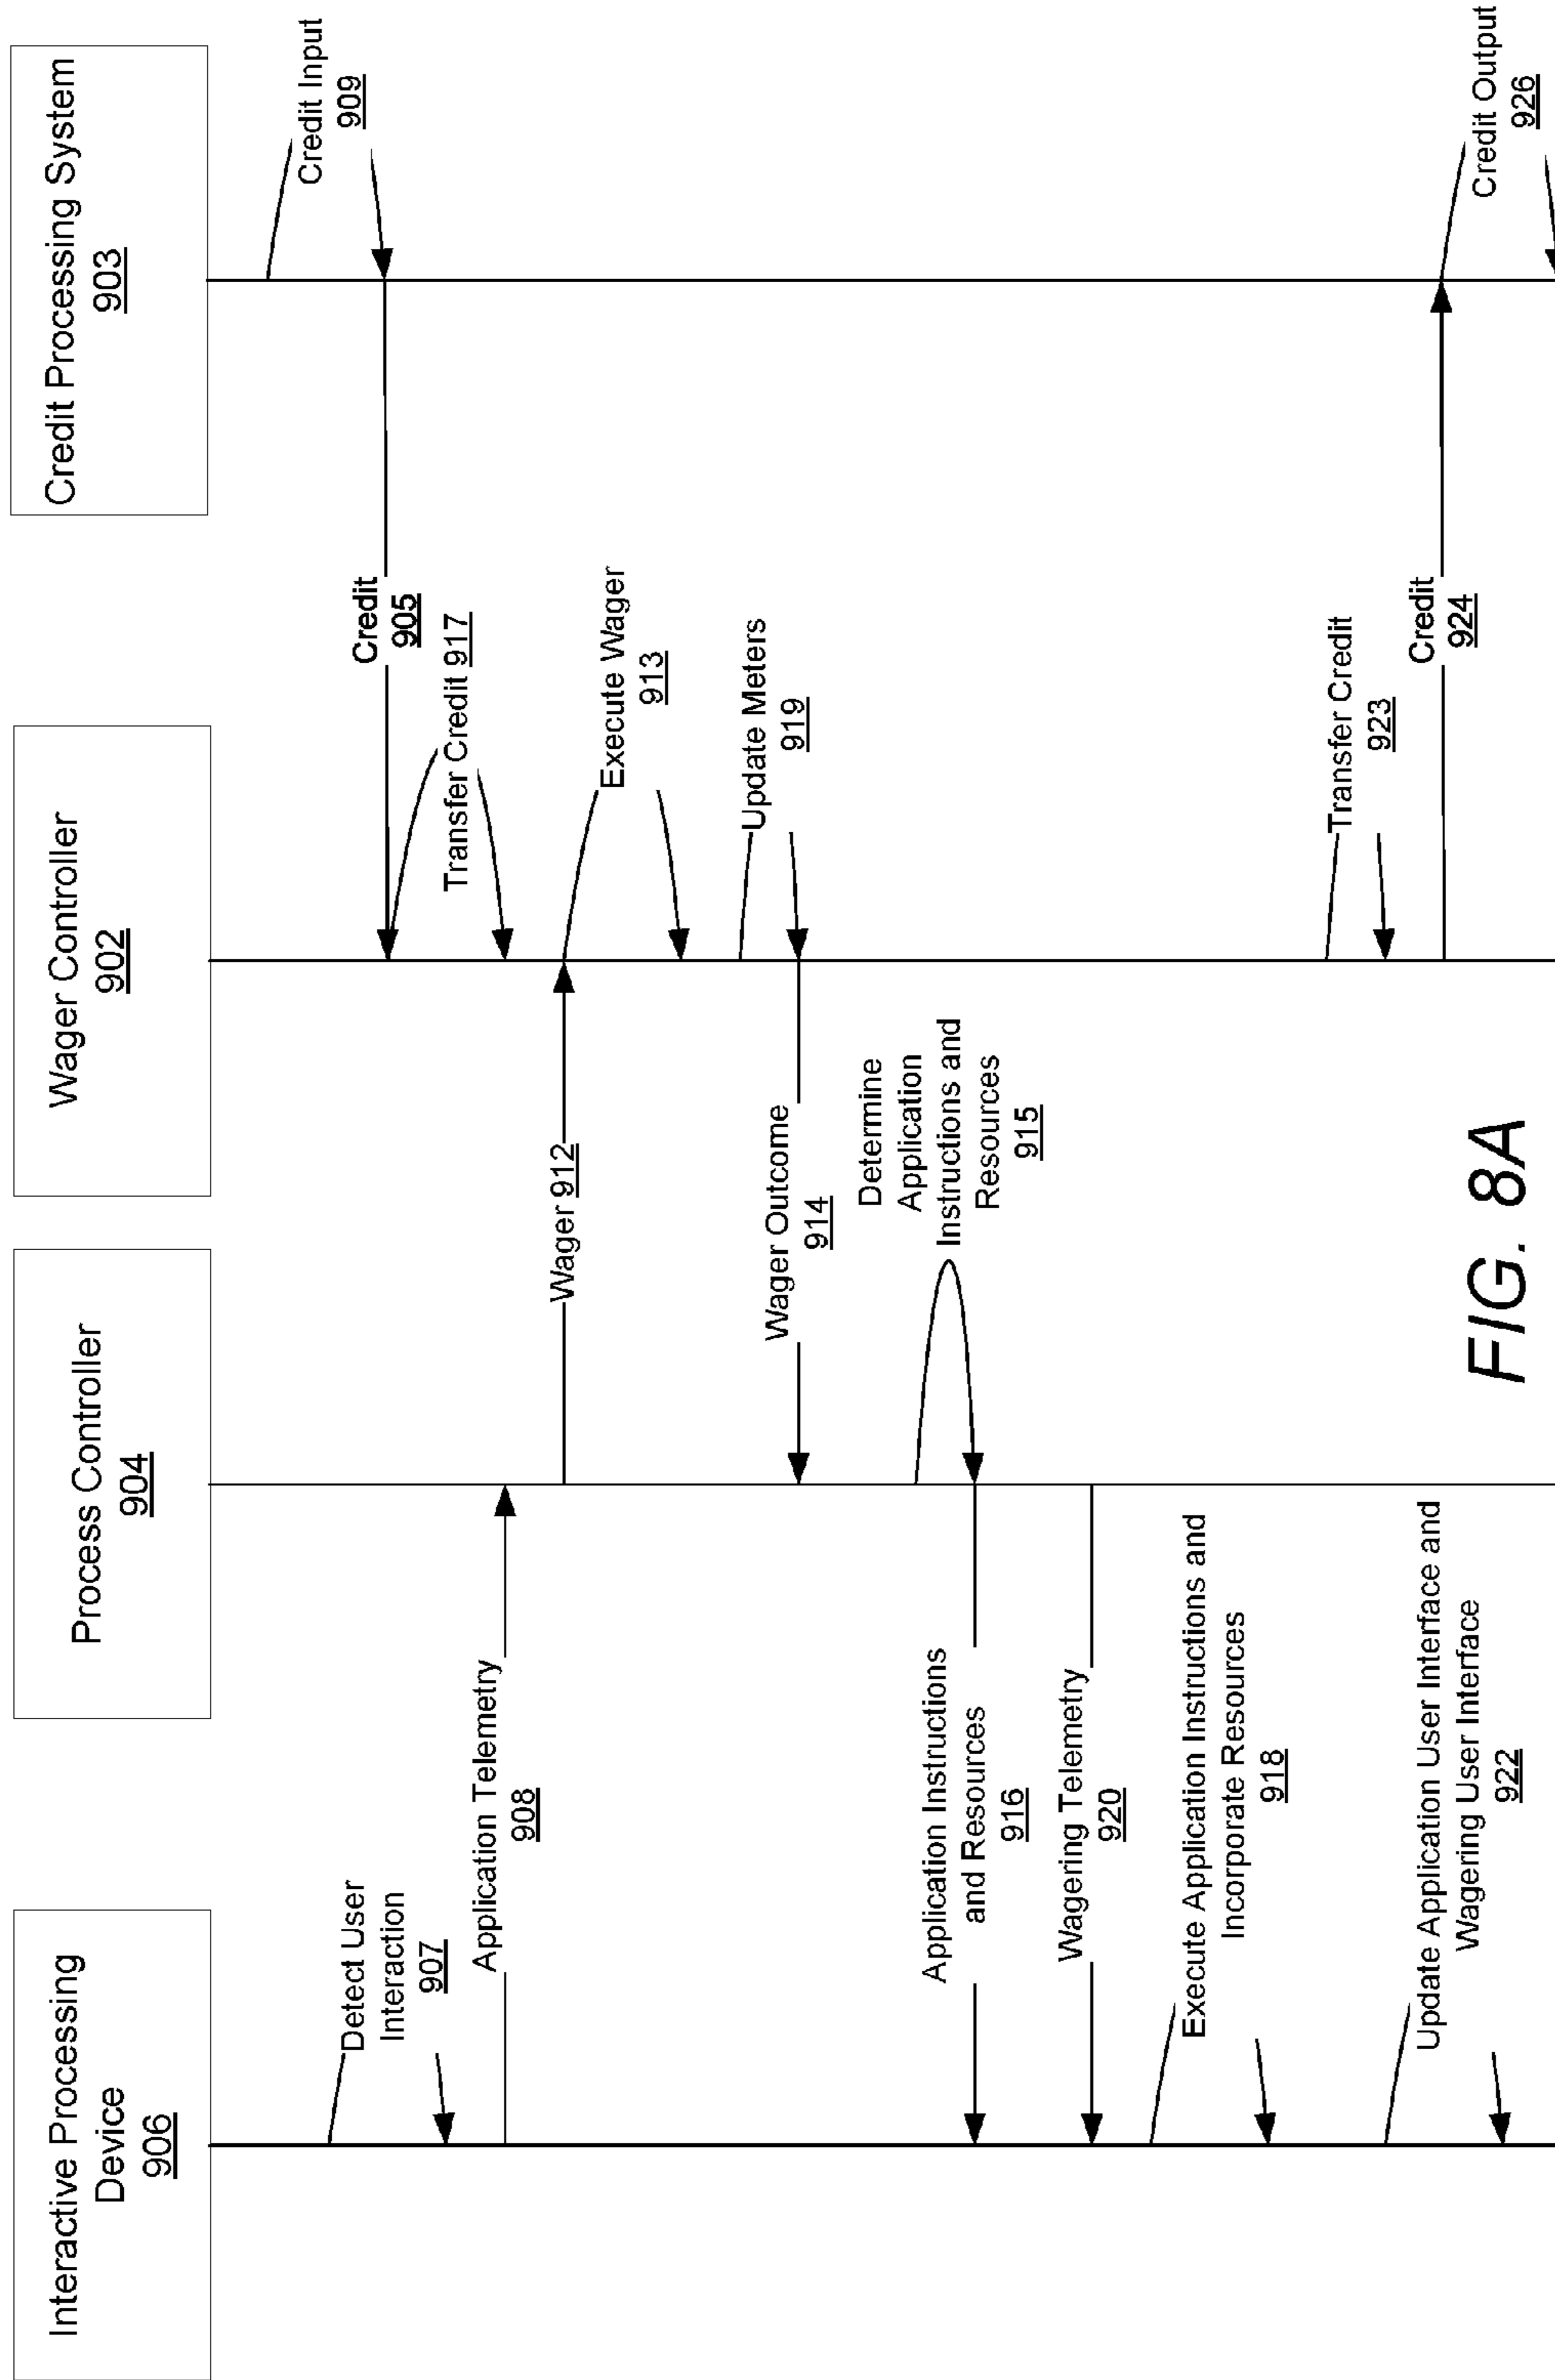 Interactive Processing
Device
906
Process Controller
904
Wager Controller
902
Credit Processing System
903
Credit Input
909
Detect User
Interaction
907
Credit
905
Transfer Credit 917
Application Telemetry
908
Wager 912
Execute Wager
913
Update Meters
919
Wager Outcome
914
Determine
Application
Instructions and
Resources
915
Application Instructions
and Resources
916
Wagering Telemetry
920
Execute Application Instructions and
Incorporate Resources
918
Transfer Credit
923
Update Application User Interface and
Wagering User Interface
922
Credit
924
Credit Output
926
FIG. 8A